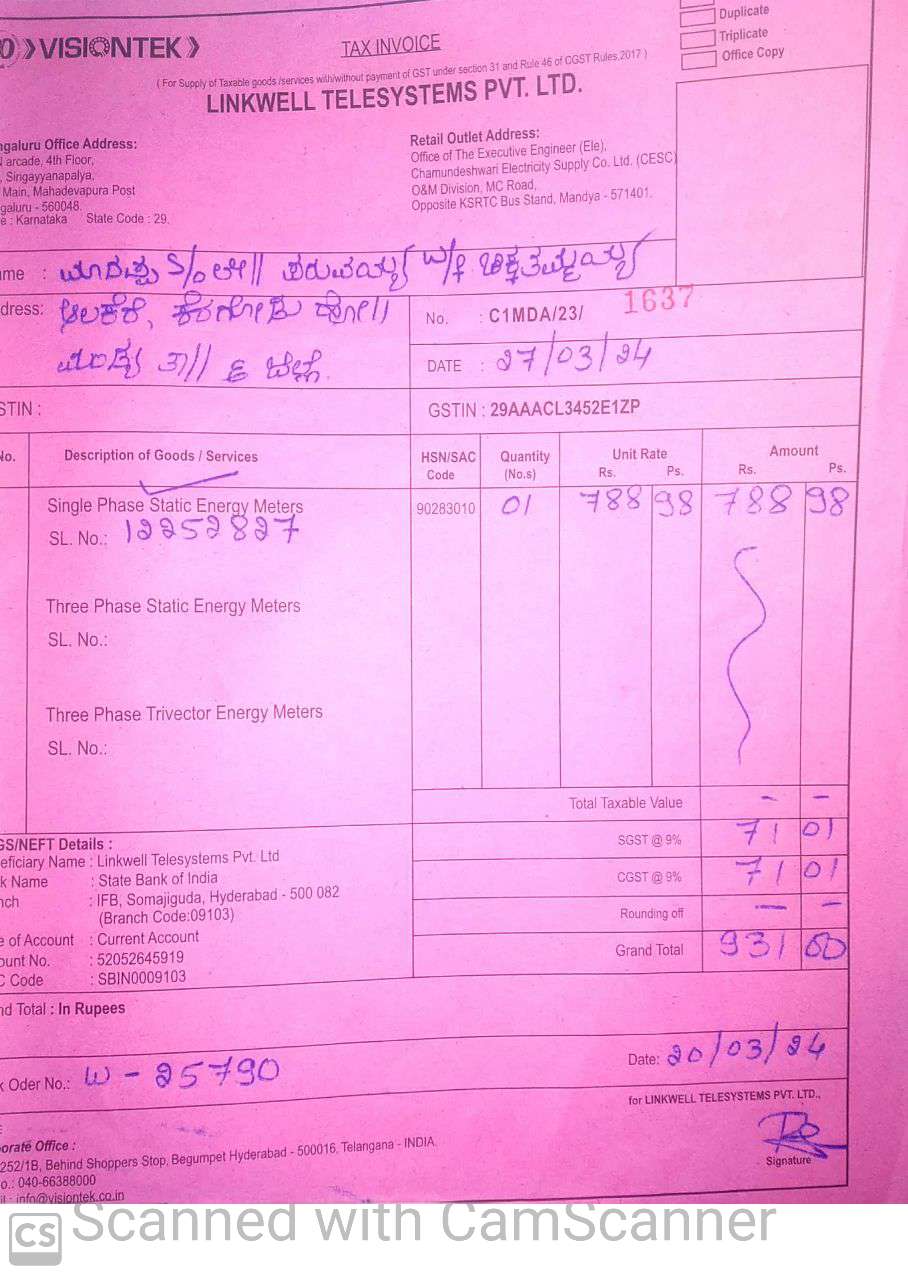 VISIONTEK
TAX INVOICE
Duplicate
Triplicate
Office Copy
( For Supply of Taxable goods /services with/without payment of GST under section 31 and Rule 46 of CGST Rules,2017 )
LINKWELL TELESYSTEMS PVT. LTD.
ngaluru Office Address:
arcade, 4th Floor,
Singayyanapalya,
Main, Mahadevapura Post
galuru - 560048.
e : Karnataka State Code : 29.
Retail Outlet Address:
Office of The Executive Engineer (Ele),
Chamundeshwari Electricity Supply Co. Ltd. (CESC)
O&M Division, MC Road,
Opposite KSRTC Bus Stand, Mandya - 571401.
me : S/o
dress:
ಮಂಡ್ಯ ತಾ// & ಜಿಲ್ಲೆ.
No. : C1MDA/23/ 1637
DATE : 27/03/24
STIN :
GSTIN : 29AAACL3452E1ZP
No. Description of Goods / Services HSN/SAC Code Quantity (No.s) Unit Rate Rs. Ps. Amount Rs. Ps.
Single Phase Static Energy Meters 90283010 01 788 98 788 98
SL. No.: 12252827
Three Phase Static Energy Meters
SL. No.:
Three Phase Trivector Energy Meters
SL. No.:
Total Taxable Value - -
SGST @ 9% 71 01
CGST @ 9% 71 01
Rounding off - -
Grand Total 931 00
GS/NEFT Details :
eficiary Name : Linkwell Telesystems Pvt. Ltd
k Name : State Bank of India
nch : IFB, Somajiguda, Hyderabad - 500 082
(Branch Code:09103)
e of Account : Current Account
ount No. : 52052645919
C Code : SBIN0009103
nd Total : In Rupees
k Oder No.: W - 25790
Date: 20/03/24
for LINKWELL TELESYSTEMS PVT. LTD.,
Signature
orate Office :
252/1B, Behind Shoppers Stop, Begumpet Hyderabad - 500016, Telangana - INDIA.
o.: 040-66388000
il : info@visiontek.co.in
CS Scanned with CamScanner